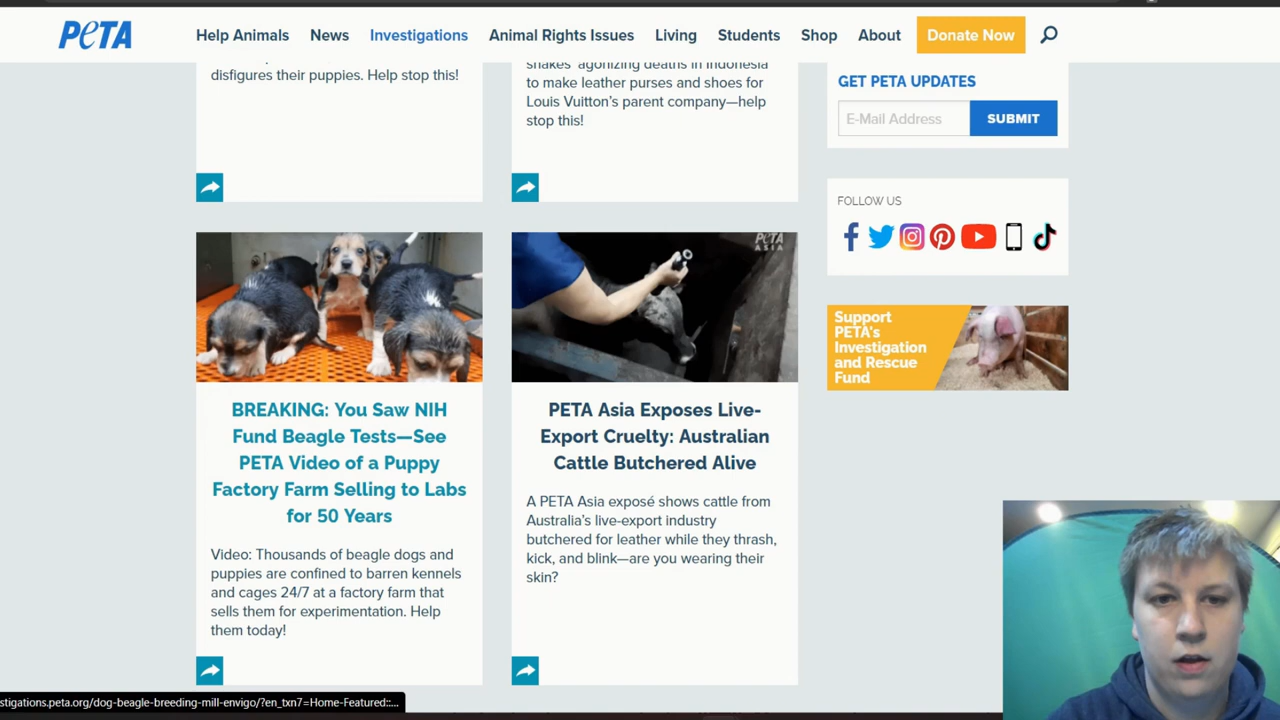 PETA
Help Animals News Investigations Animal Rights Issues Living Students Shop About Donate Now
disfigures their puppies. Help stop this!
snakes' agonizing deaths in Indonesia
to make leather purses and shoes for
Louis Vuitton's parent company—help
stop this!
GET PETA UPDATES
E-Mail Address SUBMIT
FOLLOW US
PETA
ASIA
Support
PETA's
Investigation
and Rescue
Fund
BREAKING: You Saw NIH
Fund Beagle Tests—See
PETA Video of a Puppy
Factory Farm Selling to Labs
for 50 Years
Video: Thousands of beagle dogs and
puppies are confined to barren kennels
and cages 24/7 at a factory farm that
sells them for experimentation. Help
them today!
PETA Asia Exposes Live-
Export Cruelty: Australian
Cattle Butchered Alive
A PETA Asia exposé shows cattle from
Australia's live-export industry
butchered for leather while they thrash,
kick, and blink—are you wearing their
skin?
stigations.peta.org/dog-beagle-breeding-mill-envigo/?en_txn7=Home-Featured::...